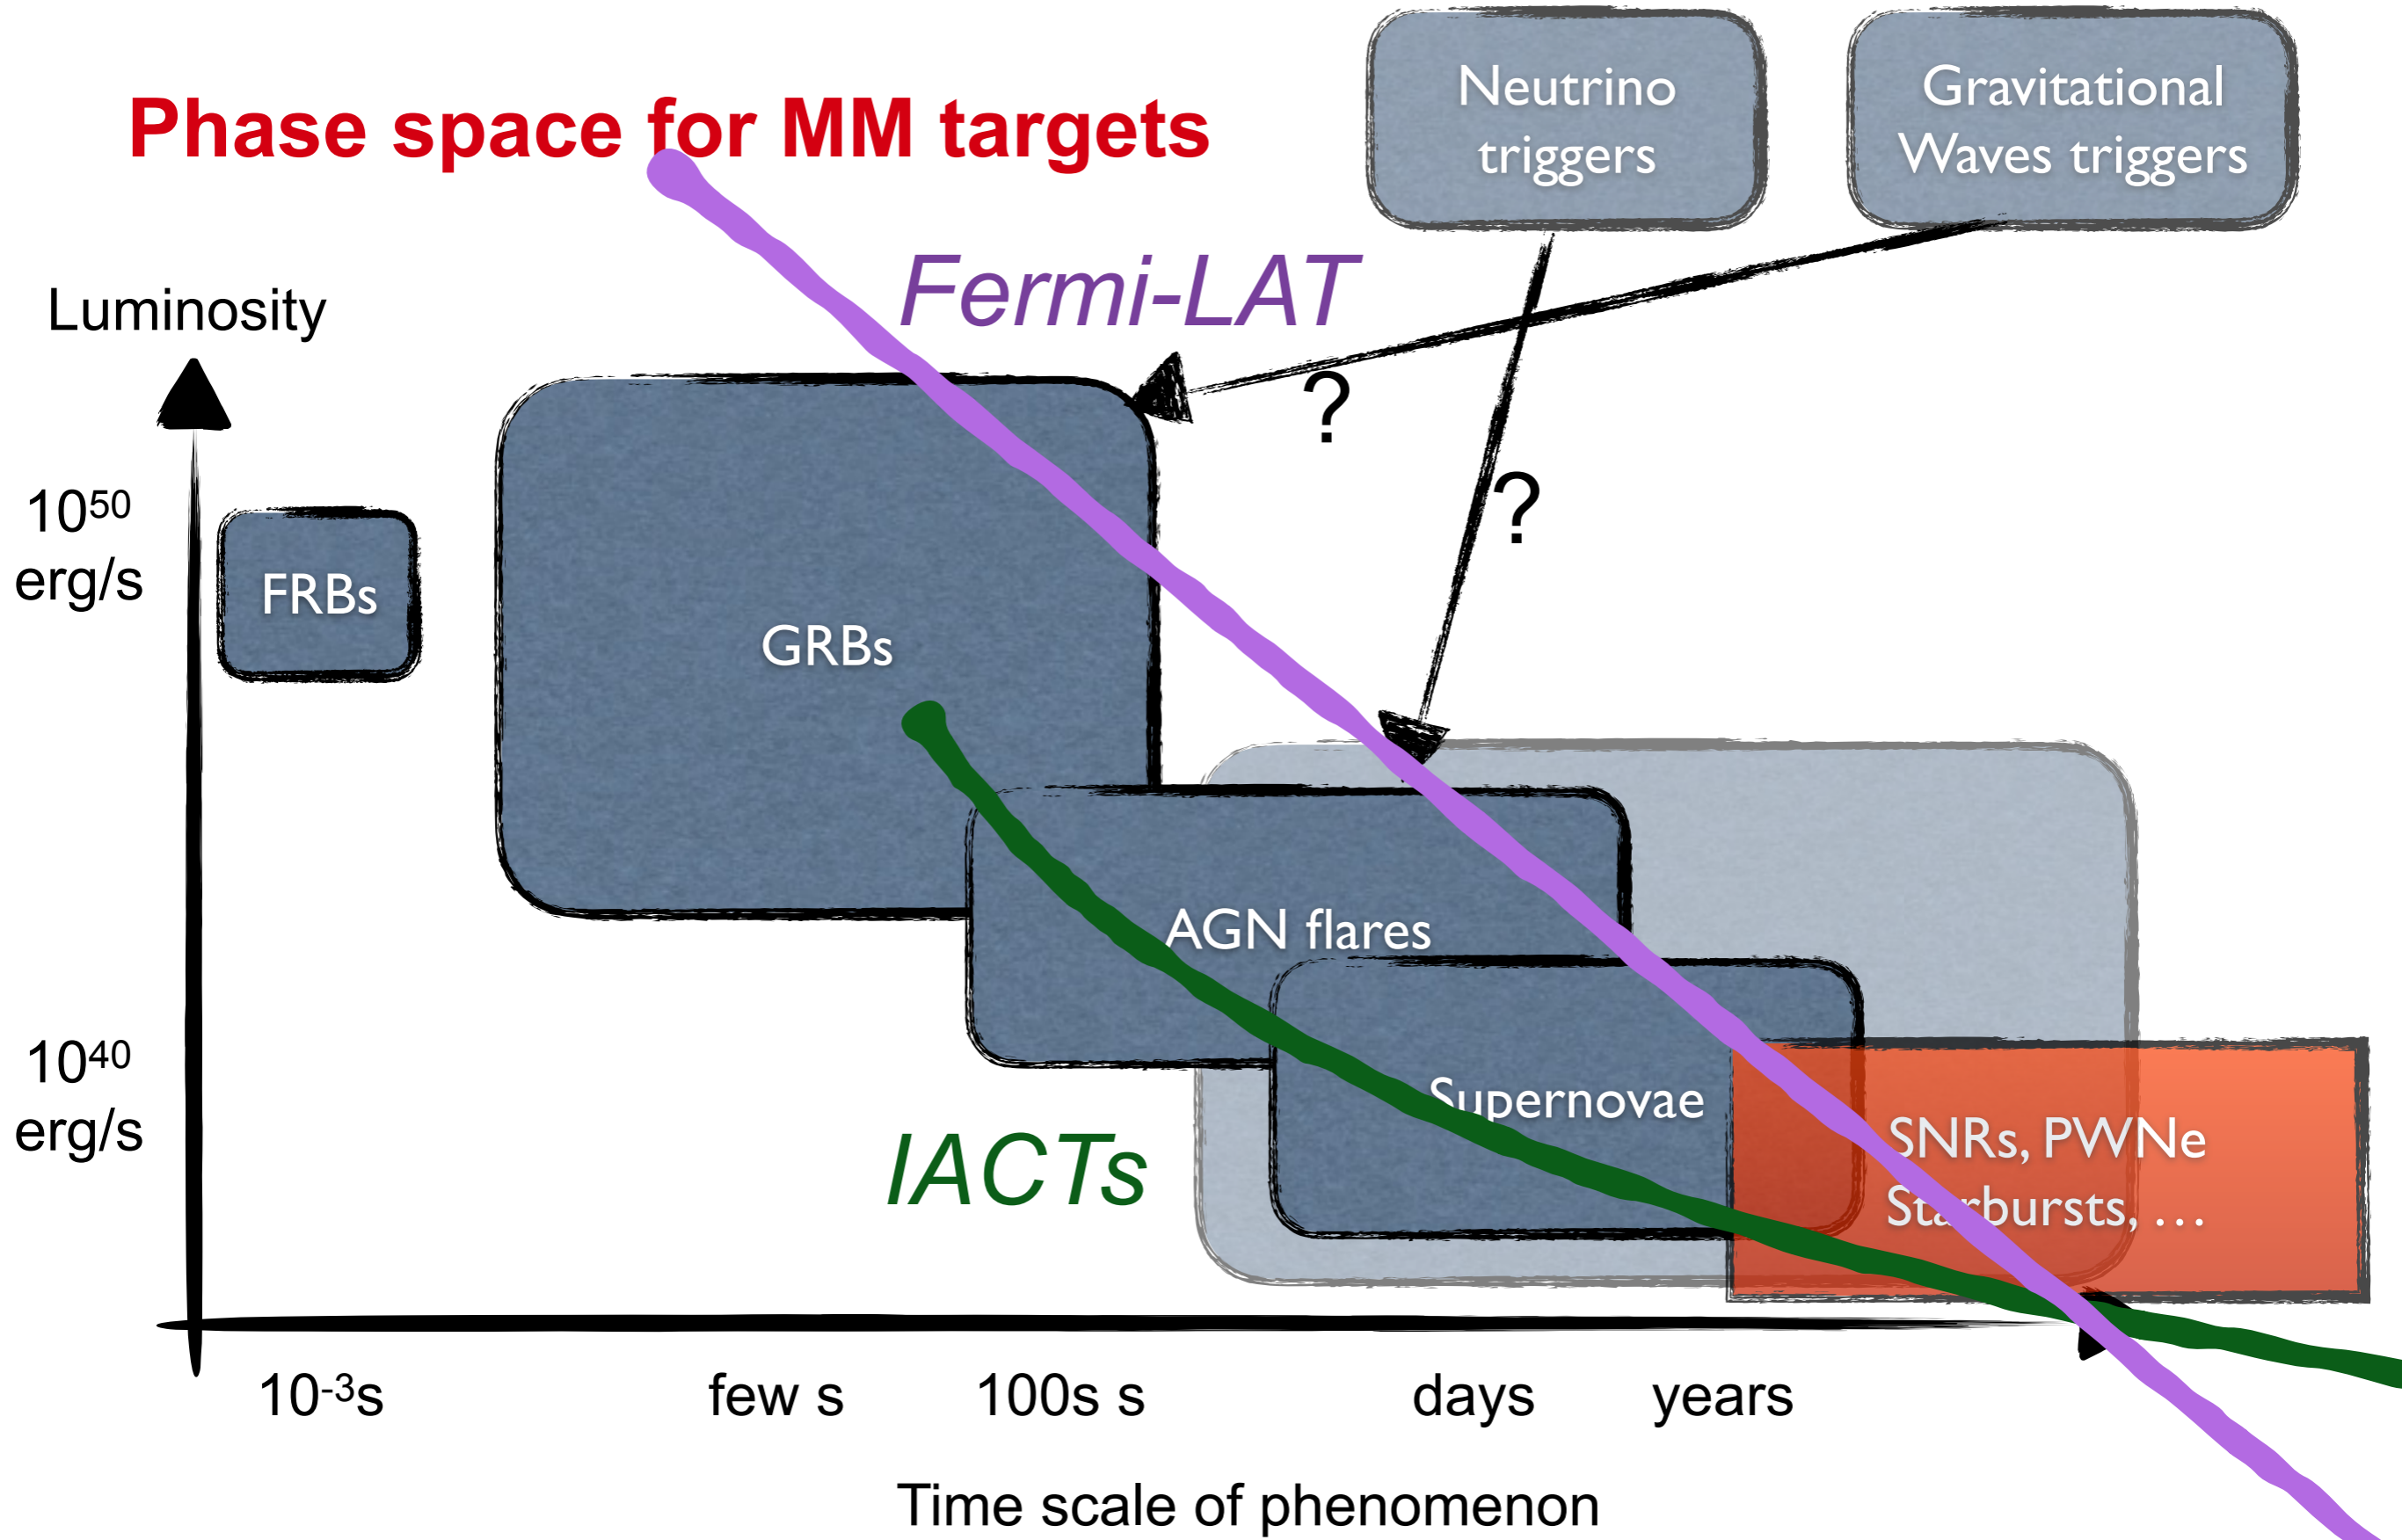 Phase space for MM targets
Neutrino
triggers
Gravitational
Waves triggers
Fermi-LAT
Luminosity
?
?
10⁵⁰
erg/s
FRBs
GRBs
AGN flares
10⁴⁰
erg/s
Supernovae
SNRs, PWNe
Starbursts, …
IACTs
10⁻³s
few s
100s s
days
years
Time scale of phenomenon